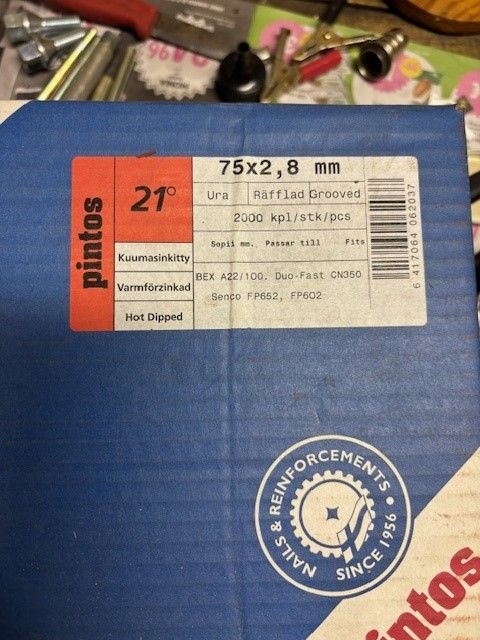 pintos
21°
Kuumasinkitty
Varmförzinkad
Hot Dipped
75x2,8 mm
Ura Räfflad Grooved
2000 kpl/stk/pcs
Sopii mm. Passar till Fits
BEX A22/100. Duo-Fast CN350
Senco FP652, FP602
6 417064 062037
NAILS & REINFORCEMENTS •
SINCE 1956
pintos